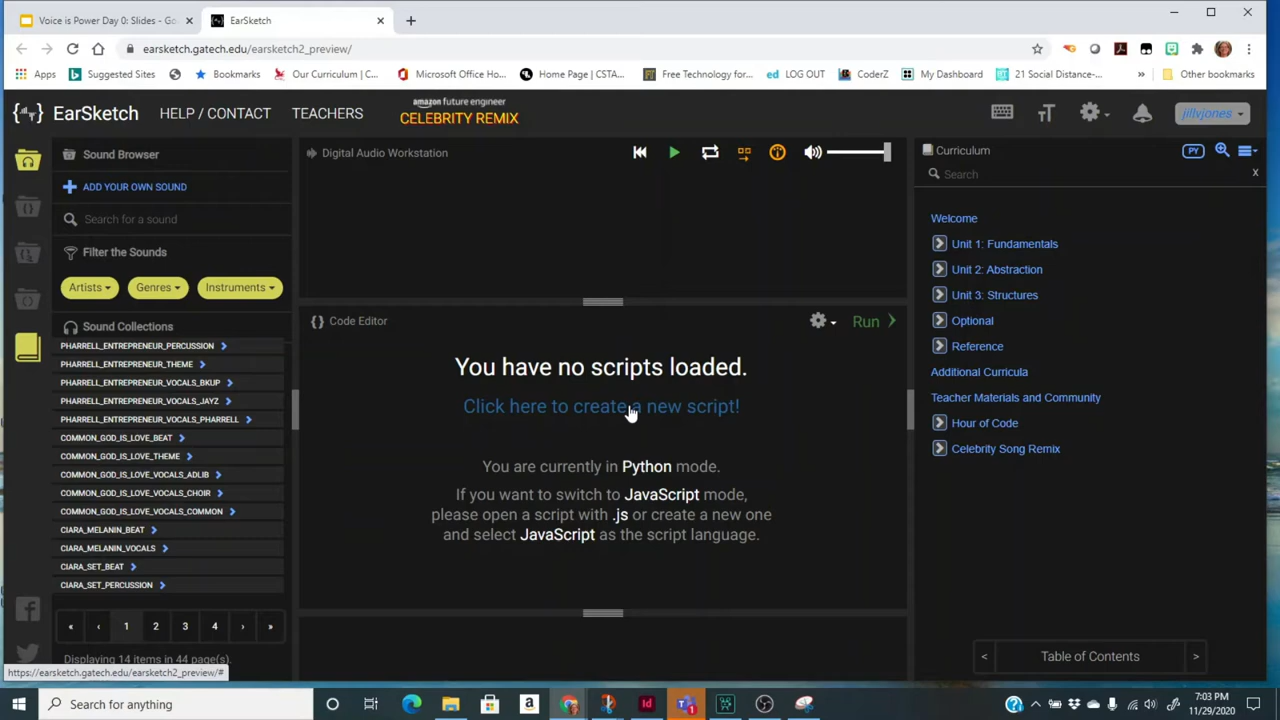 Voice is Power Day 0: Slides - Go
EarSketch
earsketch.gatech.edu/earsketch2_preview/
Apps
Suggested Sites
Bookmarks
Our Curriculum | C...
Microsoft Office Ho...
Home Page | CSTA...
Free Technology for...
ed LOG OUT
CoderZ
My Dashboard
21 Social Distance-...
»
Other bookmarks
EarSketch
HELP / CONTACT
TEACHERS
amazon future engineer
CELEBRITY REMIX
jillvjones
Sound Browser
ADD YOUR OWN SOUND
Search for a sound
Filter the Sounds
Artists
Genres
Instruments
Sound Collections
PHARRELL_ENTREPRENEUR_PERCUSSION
PHARRELL_ENTREPRENEUR_THEME
PHARRELL_ENTREPRENEUR_VOCALS_BKUP
PHARRELL_ENTREPRENEUR_VOCALS_JAYZ
PHARRELL_ENTREPRENEUR_VOCALS_PHARRELL
COMMON_GOD_IS_LOVE_BEAT
COMMON_GOD_IS_LOVE_THEME
COMMON_GOD_IS_LOVE_VOCALS_ADLIB
COMMON_GOD_IS_LOVE_VOCALS_CHOIR
COMMON_GOD_IS_LOVE_VOCALS_COMMON
CIARA_MELANIN_BEAT
CIARA_MELANIN_VOCALS
CIARA_SET_BEAT
CIARA_SET_PERCUSSION
« ‹ 1 2 3 4 › »
Displaying 14 items in 44 page(s).
https://earsketch.gatech.edu/earsketch2_preview/#
Digital Audio Workstation
{} Code Editor
Run
You have no scripts loaded.
Click here to create a new script!
You are currently in Python mode.
If you want to switch to JavaScript mode,
please open a script with .js or create a new one
and select JavaScript as the script language.
Curriculum
PY
Search
X
Welcome
Unit 1: Fundamentals
Unit 2: Abstraction
Unit 3: Structures
Optional
Reference
Additional Curricula
Teacher Materials and Community
Hour of Code
Celebrity Song Remix
< Table of Contents >
Search for anything
7:03 PM
11/29/2020